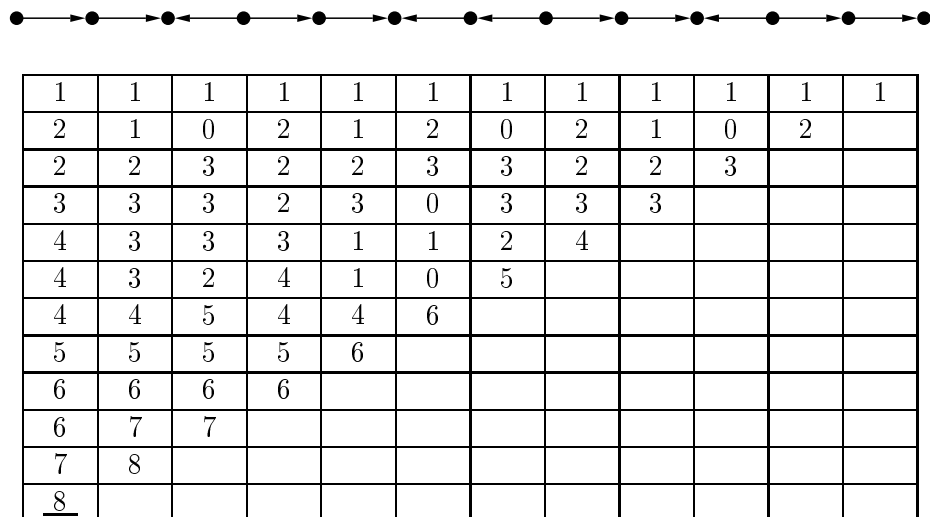 1 1 1 1 1 1 1 1 1 1 1 1
2 1 0 2 1 2 0 2 1 0 2
2 2 3 2 2 3 3 2 2 3
3 3 3 2 3 0 3 3 3
4 3 3 3 1 1 2 4
4 3 2 4 1 0 5
4 4 5 4 4 6
5 5 5 5 6
6 6 6 6
6 7 7
7 8
8